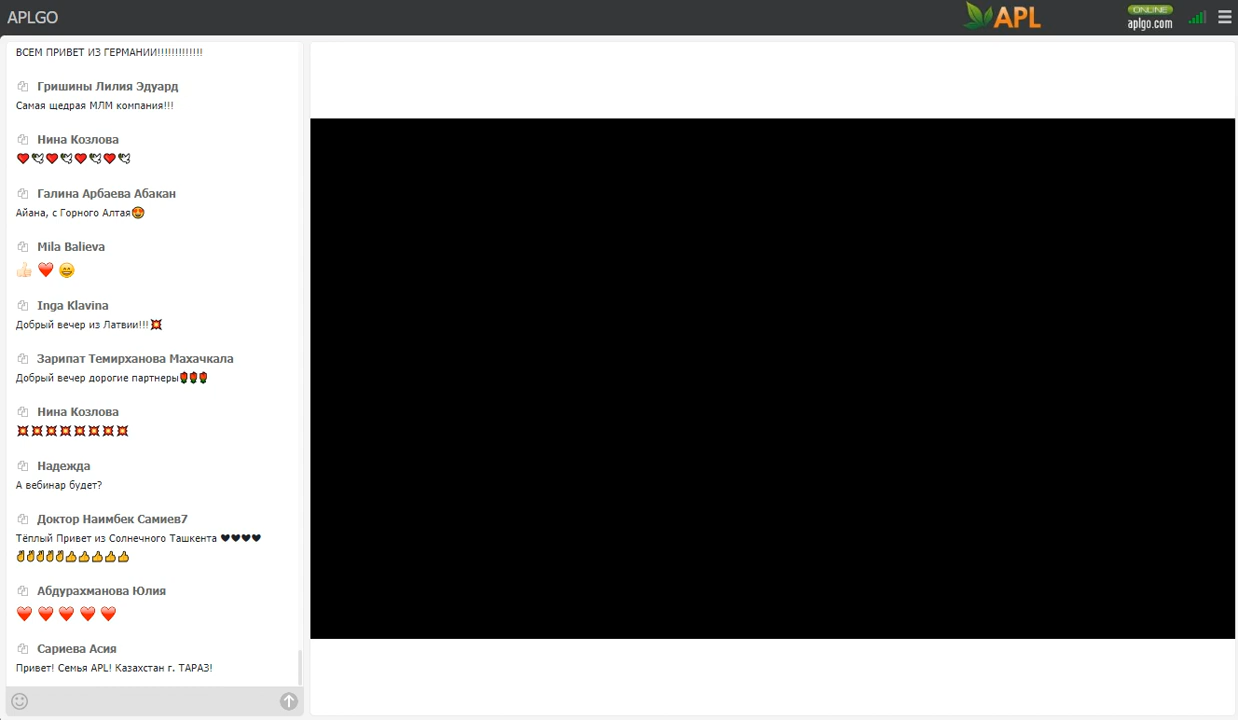 APLGO
APL
ONLINE
aplgo.com
ВСЕМ ПРИВЕТ ИЗ ГЕРМАНИИ!!!!!!!!!!!!!
Гришины Лилия Эдуард
Самая щедрая МЛМ компания!!!
Нина Козлова
❤️🕊️❤️🕊️❤️🕊️❤️🕊️
Галина Арбаева Абакан
Айана, с Горного Алтая😍
Mila Balieva
👍🏻 ❤️ 😄
Inga Klavina
Добрый вечер из Латвии!!!💥
Зарипат Темирханова Махачкала
Добрый вечер дорогие партнеры🌹🌹🌹
Нина Козлова
💥💥💥💥💥💥💥💥
Надежда
А вебинар будет?
Доктор Наимбек Самиев7
Тёплый Привет из Солнечного Ташкента 🖤🖤🖤🖤
✌️✌️✌️✌️✌️👍👍👍👍👍
Абдурахманова Юлия
❤️ ❤️ ❤️ ❤️ ❤️
Сариева Асия
Привет! Семья APL! Казахстан г. ТАРАЗ!